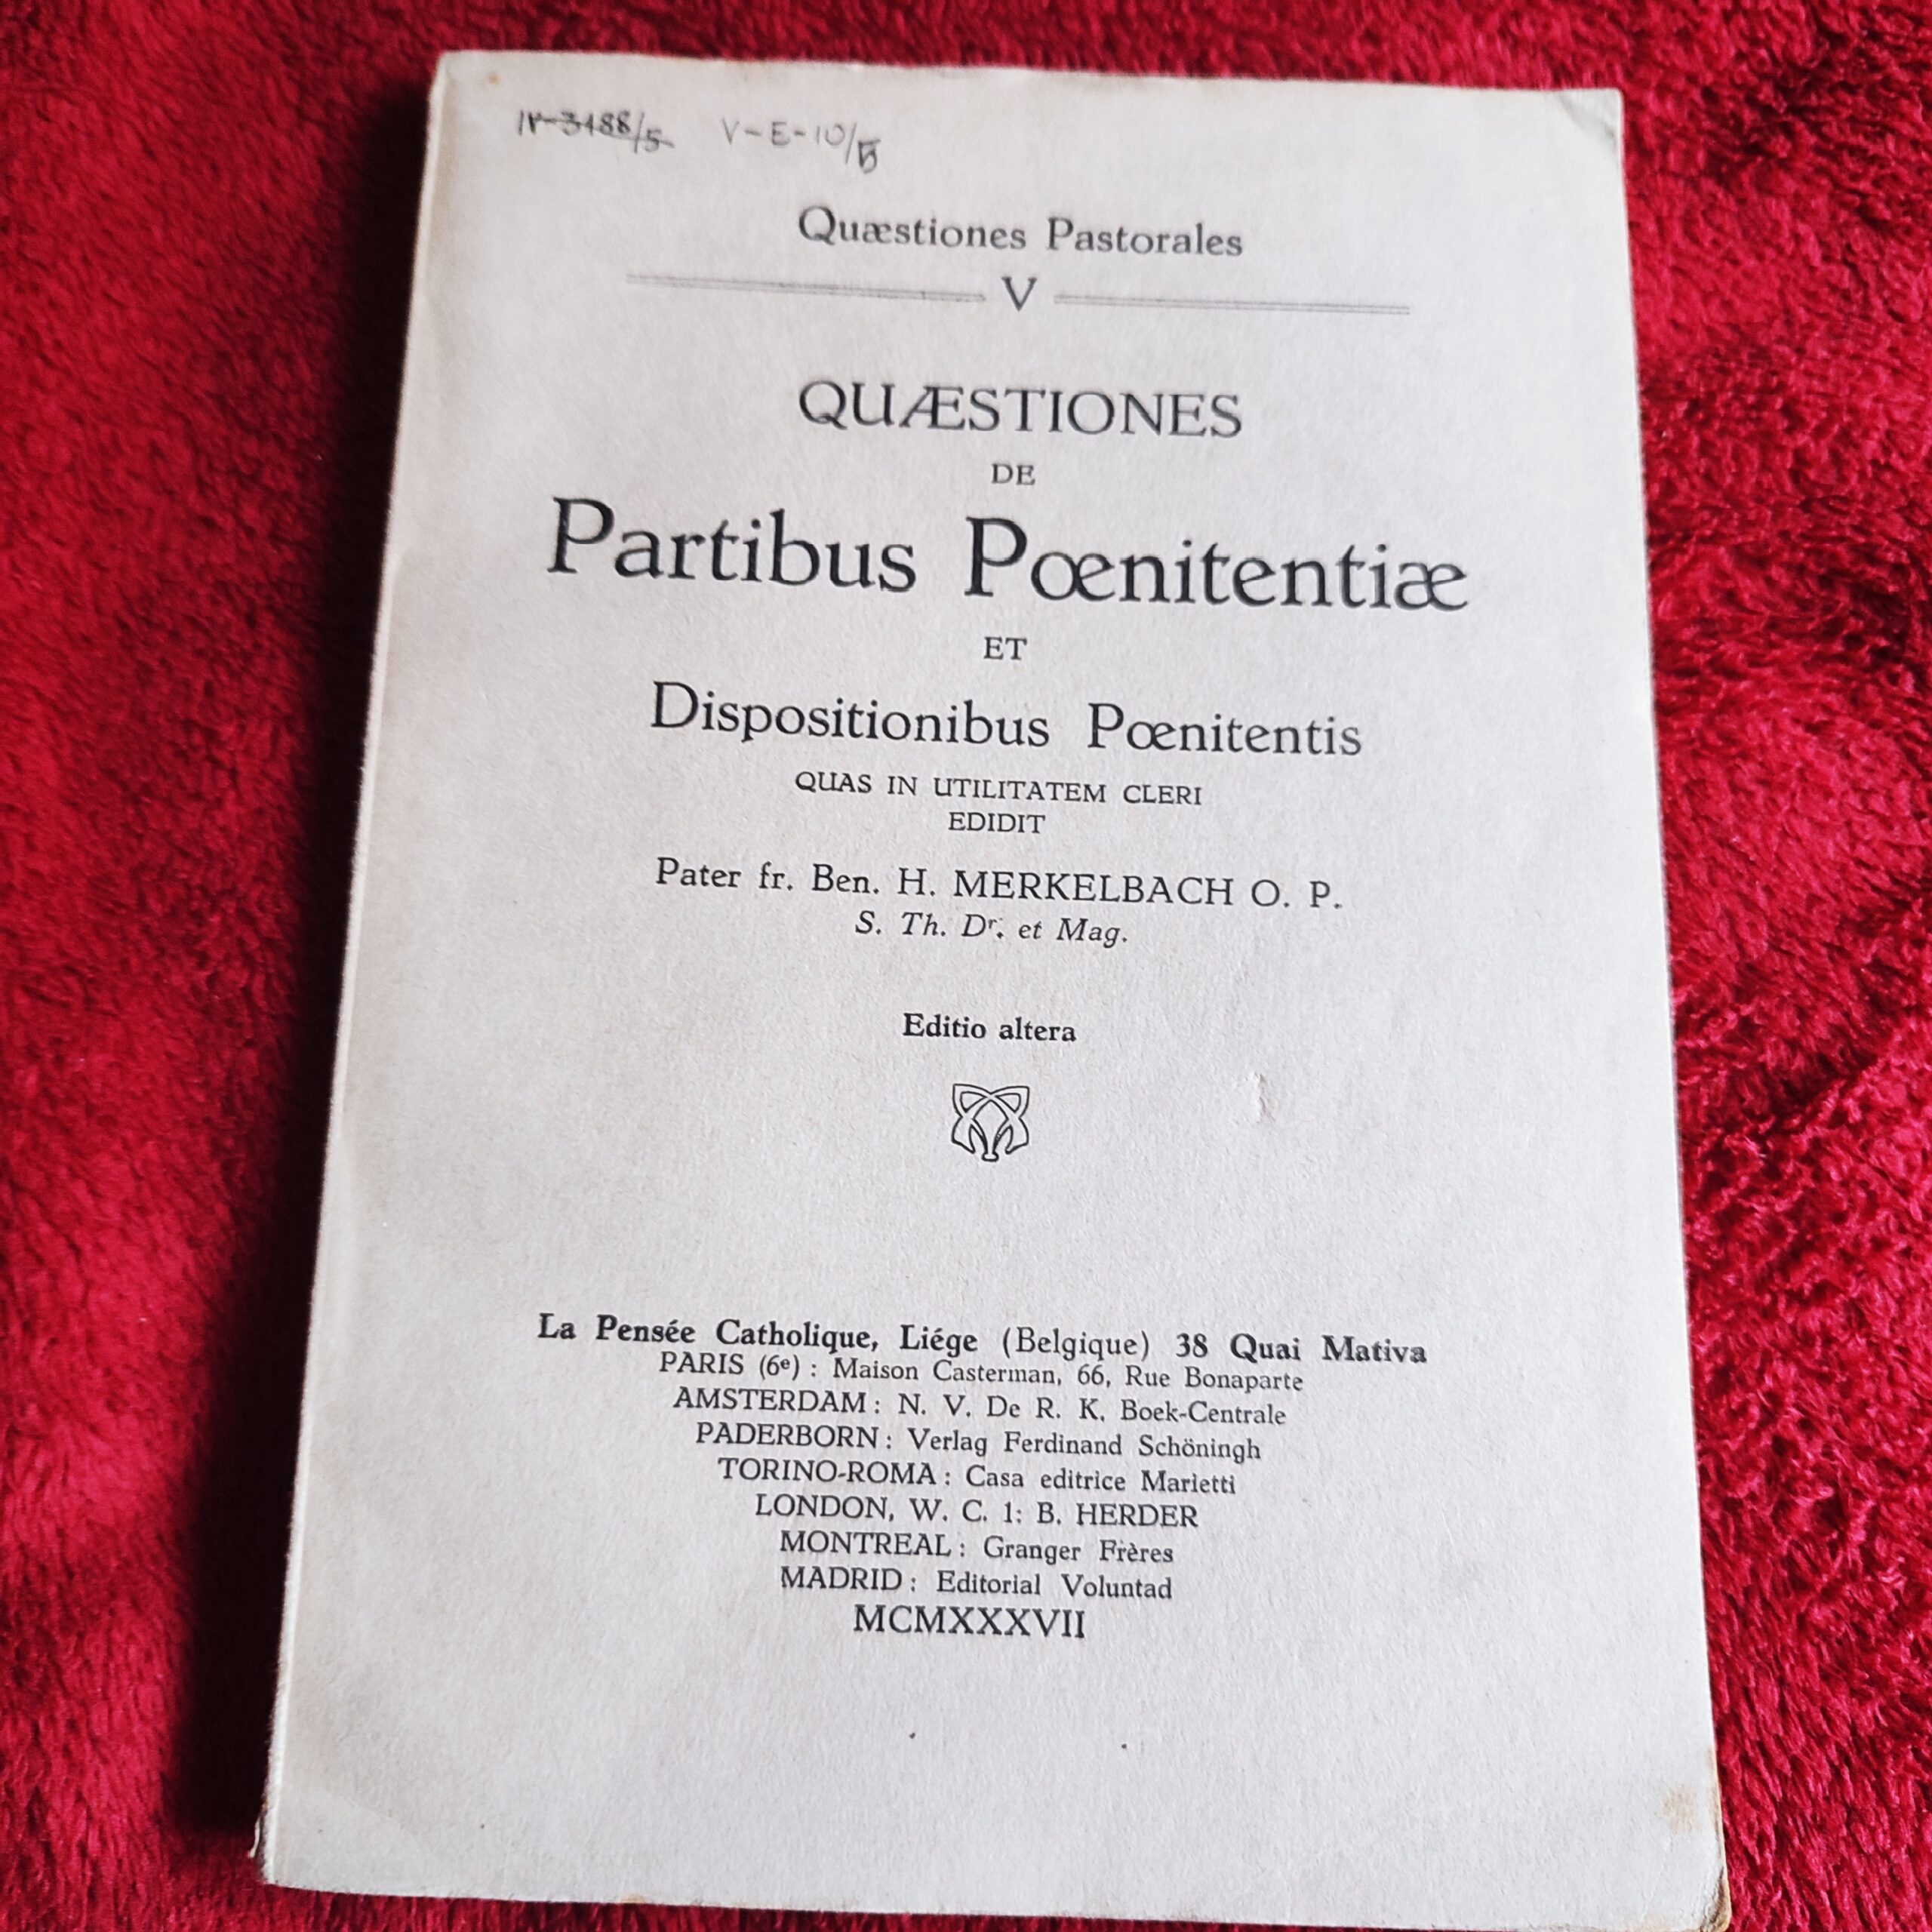 IV-3488/5 V-E-10/5
Quæstiones Pastorales
V
QUÆSTIONES
DE
Partibus Pœnitentiæ
ET
Dispositionibus Pœnitentis
QUAS IN UTILITATEM CLERI
EDIDIT
Pater fr. Ben. H. MERKELBACH O. P.
S. Th. Dr. et Mag.
Editio altera
La Pensée Catholique, Liége (Belgique) 38 Quai Mativa
PARIS (6e) : Maison Casterman, 66, Rue Bonaparte
AMSTERDAM : N. V. De R. K. Boek-Centrale
PADERBORN : Verlag Ferdinand Schöningh
TORINO-ROMA : Casa editrice Marietti
LONDON, W. C. 1: B. HERDER
MONTREAL : Granger Frères
MADRID : Editorial Voluntad
MCMXXXVII